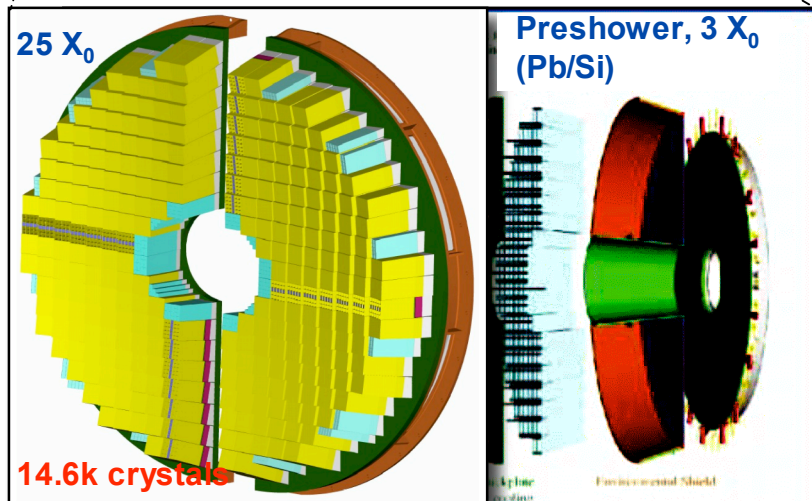 25 X0
Preshower, 3 X0
(Pb/Si)
14.6k crystals
Environmental Shield